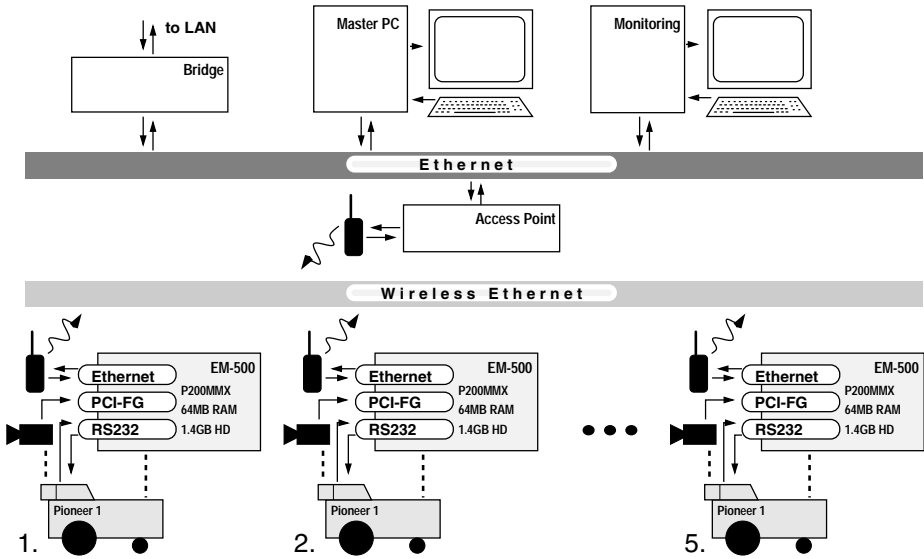 to LAN
Bridge
Master PC
Monitoring
Ethernet
Access Point
Wireless Ethernet
EM-500
Ethernet
P200MMX
PCI-FG
64MB RAM
RS232
1.4GB HD
Pioneer 1
1.
EM-500
Ethernet
P200MMX
PCI-FG
64MB RAM
RS232
1.4GB HD
Pioneer 1
2.
EM-500
Ethernet
P200MMX
PCI-FG
64MB RAM
RS232
1.4GB HD
Pioneer 1
5.